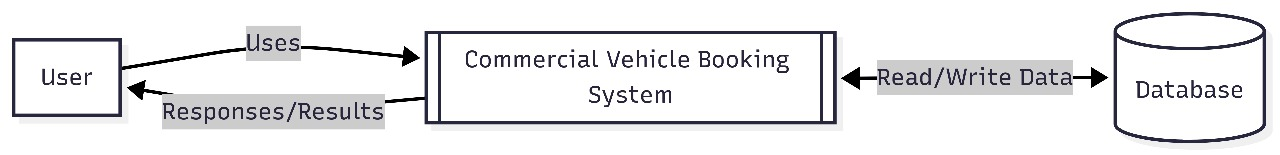 User
Uses
Responses/Results
Commercial Vehicle Booking
System
Read/Write Data
Database